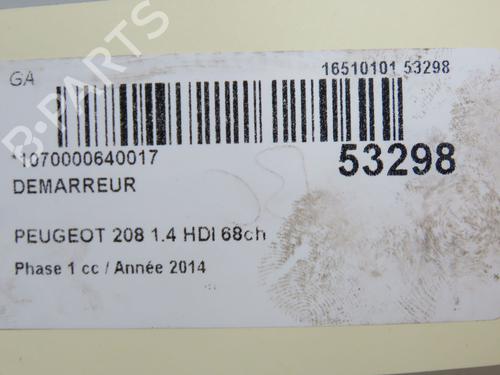 GA
16510101 53298
*1070000640017
53298
DEMARREUR
PEUGEOT 208 1.4 HDI 68ch
Phase 1 cc / Année 2014
B-PARTS